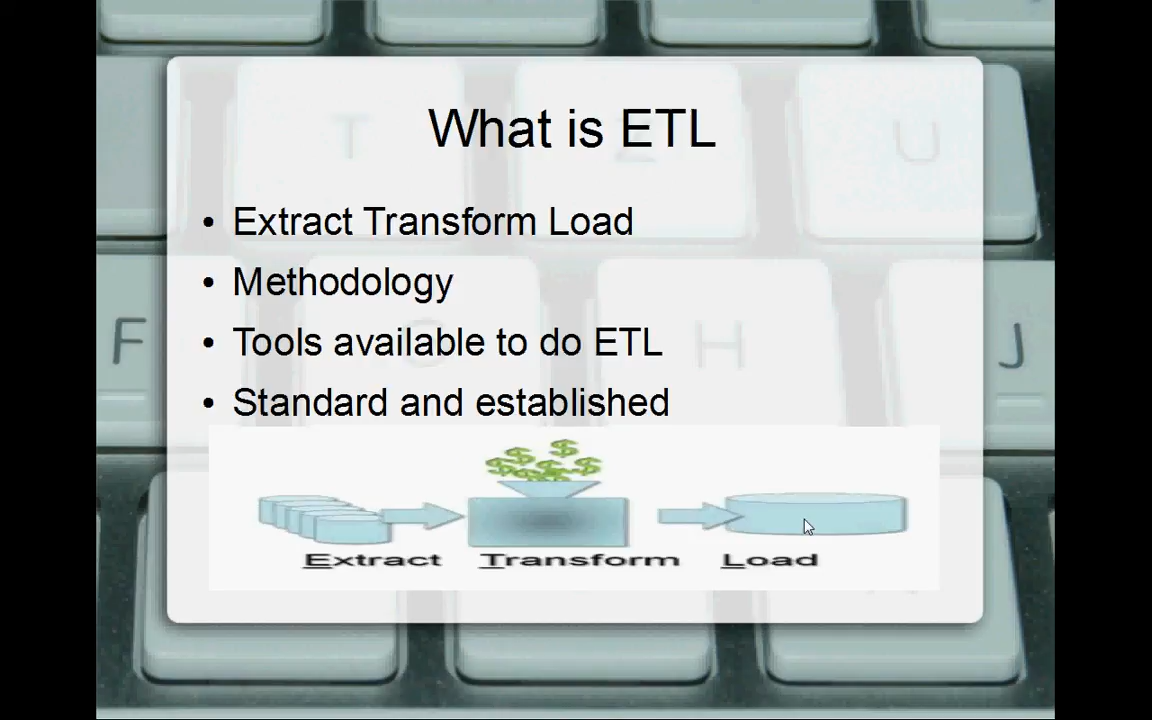 What is ETL
• Extract Transform Load
• Methodology
• Tools available to do ETL
• Standard and established
$ $ $ $ $
Extract Transform Load
T Z U
F G H J